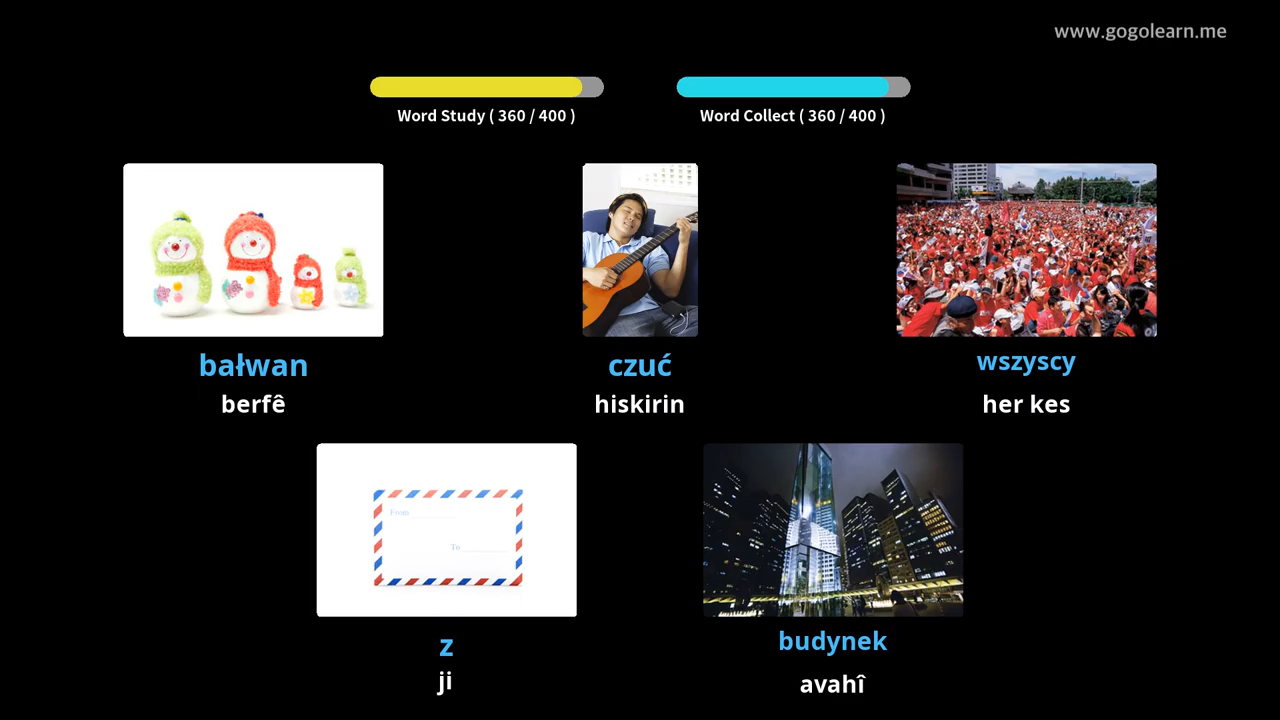 www.gogolearn.me
Word Study ( 360 / 400 )
Word Collect ( 360 / 400 )
bałwan
berfê
czuć
hiskirin
wszyscy
her kes
From
To
z
ji
budynek
avahî